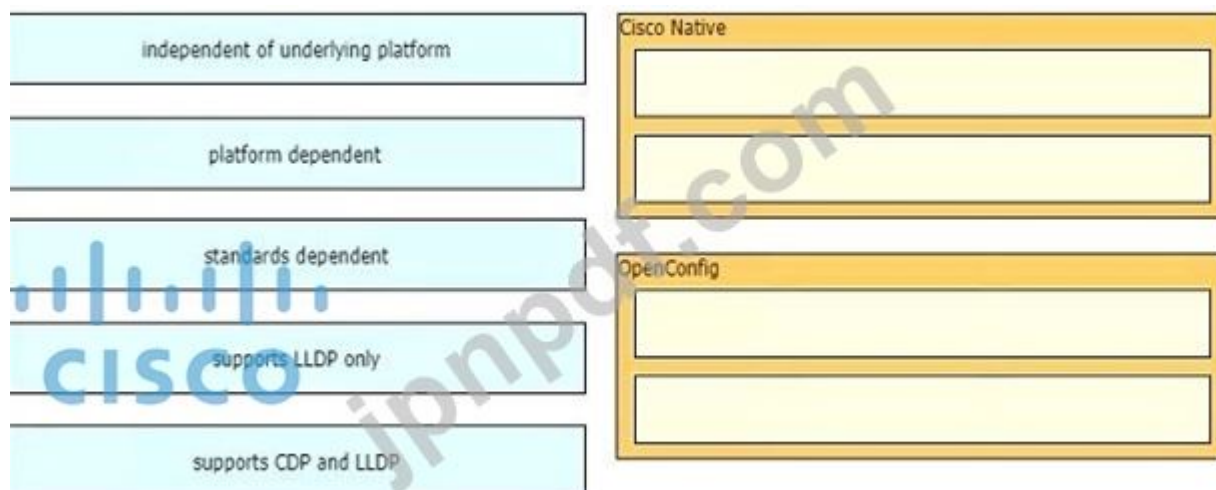 independent of underlying platform
platform dependent
standards dependent
supports LLDP only
supports CDP and LLDP
Cisco Native
OpenConfig
CISCO
jpnpdf.com